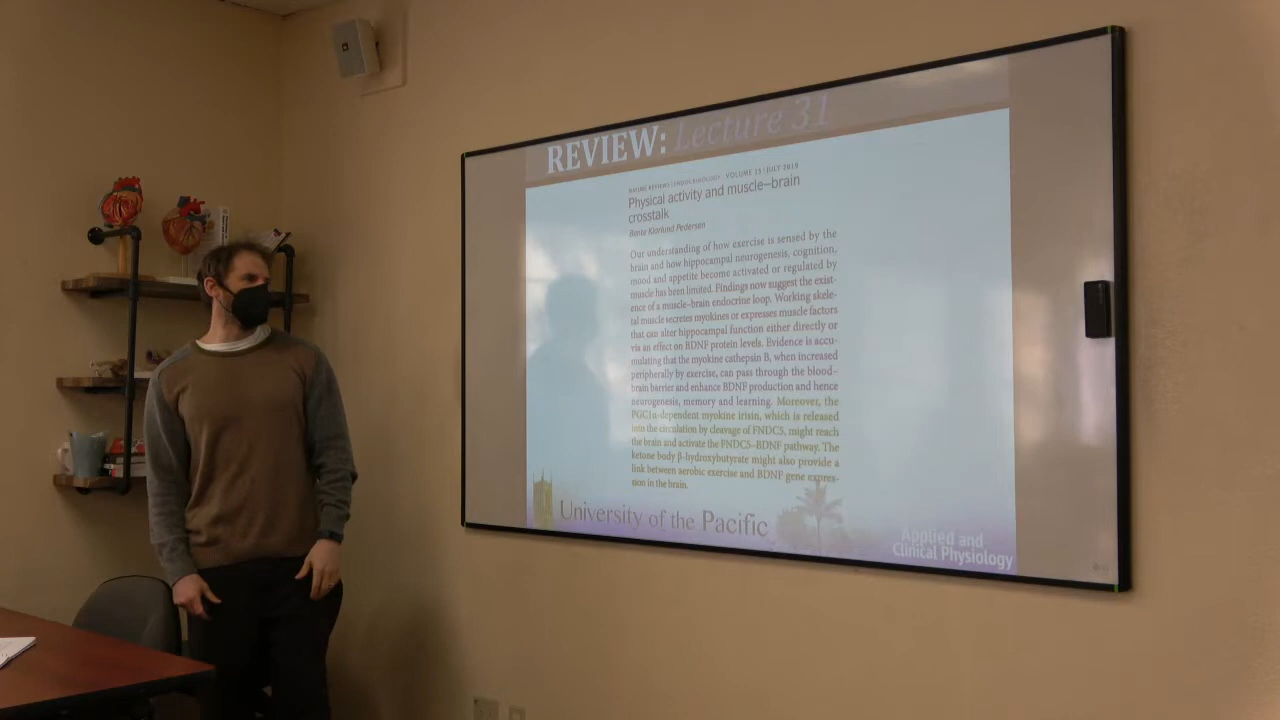 REVIEW: Lecture 31
NATURE REVIEWS | ENDOCRINOLOGY VOLUME 15 | JULY 2019
Physical activity and muscle–brain
crosstalk
Bente Klarlund Pedersen
Our understanding of how exercise is sensed by the
brain and how hippocampal neurogenesis, cognition,
mood and appetite become activated or regulated by
muscle has been limited. Findings now suggest the exist-
ence of a muscle–brain endocrine loop. Working skele-
tal muscle secretes myokines or expresses muscle factors
that can alter hippocampal function either directly or
via an effect on BDNF protein levels. Evidence is accu-
mulating that the myokine cathepsin B, when increased
peripherally by exercise, can pass through the blood–
brain barrier and enhance BDNF production and hence
neurogenesis, memory and learning. Moreover, the
PGC1α-dependent myokine irisin, which is released
into the circulation by cleavage of FNDC5, might reach
the brain and activate the FNDC5–BDNF pathway. The
ketone body β-hydroxybutyrate might also provide a
link between aerobic exercise and BDNF gene expres-
sion in the brain.
University of the Pacific
Applied and
Clinical Physiology